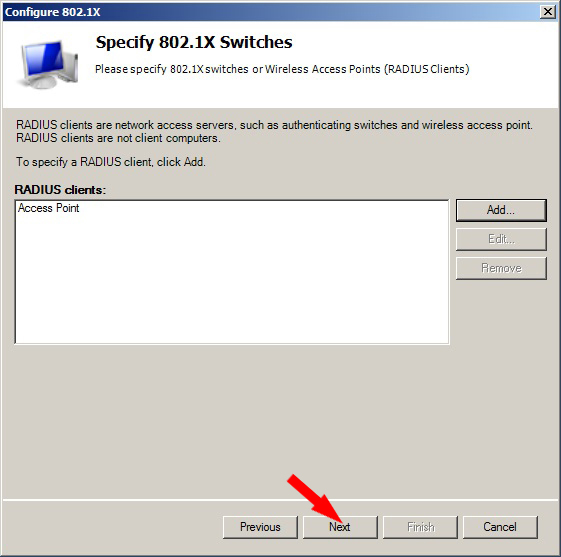 Configure 802.1X
Specify 802.1X Switches
Please specify 802.1X switches or Wireless Access Points (RADIUS Clients)
RADIUS clients are network access servers, such as authenticating switches and wireless access point.
RADIUS clients are not client computers.
To specify a RADIUS client, click Add.
RADIUS clients:
Access Point
Add...
Edit...
Remove
Previous
Next
Finish
Cancel